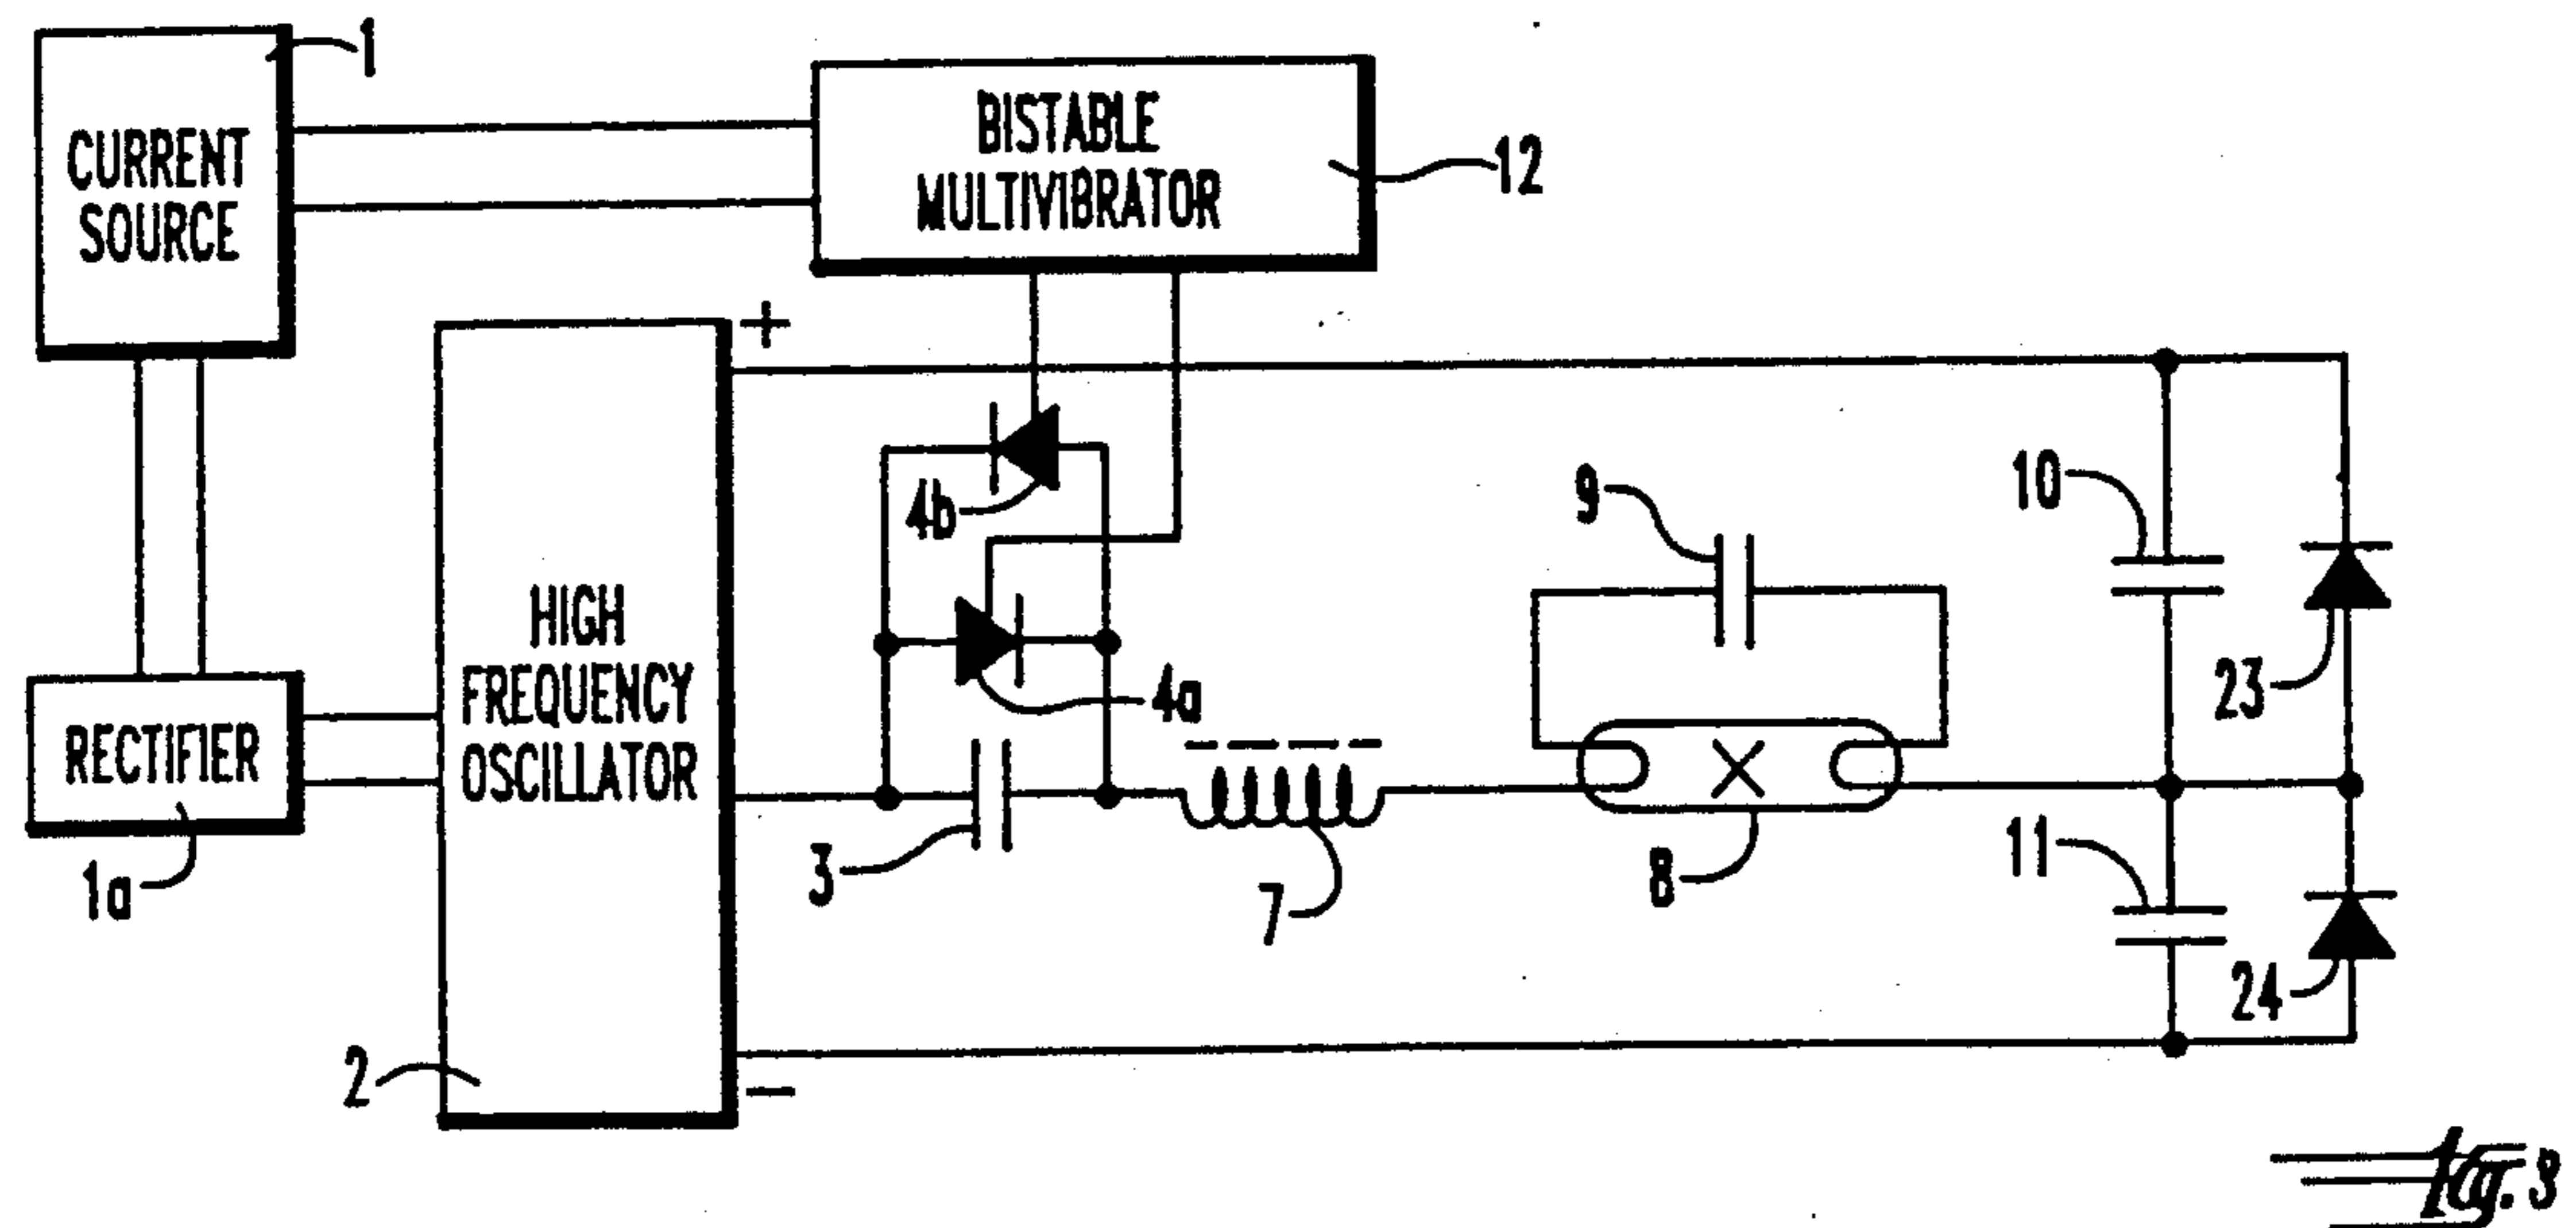 1
CURRENT
SOURCE
BISTABLE
MULTIVIBRATOR
12
+
HIGH
FREQUENCY
OSCILLATOR
2
−
RECTIFIER
1a
4b
4a
3
7
9
8
10
11
23
24
Fig. 3